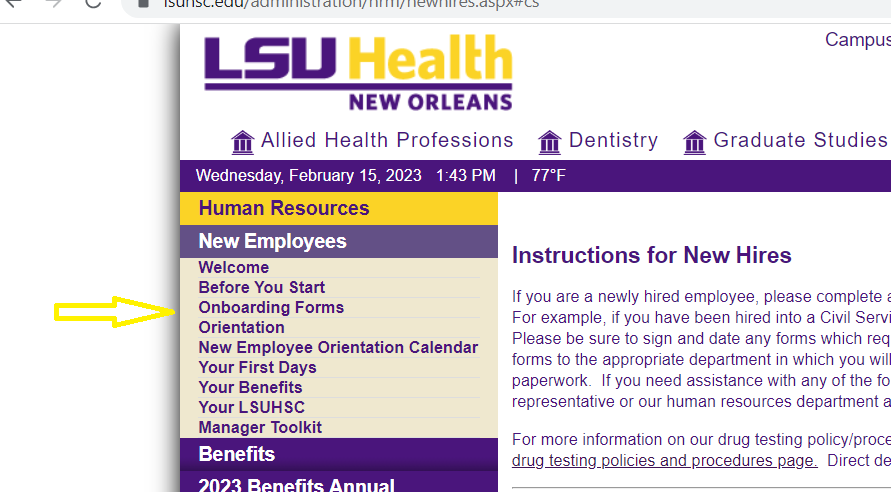 lsuhsc.edu/administration/hrm/newhires.aspx#cs
LSU Health
NEW ORLEANS
Campus
Allied Health Professions Dentistry Graduate Studies
Wednesday, February 15, 2023 1:43 PM | 77°F
Human Resources
New Employees
Welcome
Before You Start
Onboarding Forms
Orientation
New Employee Orientation Calendar
Your First Days
Your Benefits
Your LSUHSC
Manager Toolkit
Benefits
2023 Benefits Annual
Instructions for New Hires
If you are a newly hired employee, please complete a
For example, if you have been hired into a Civil Servi
Please be sure to sign and date any forms which req
forms to the appropriate department in which you will
paperwork. If you need assistance with any of the fo
representative or our human resources department a
For more information on our drug testing policy/proce
drug testing policies and procedures page. Direct de